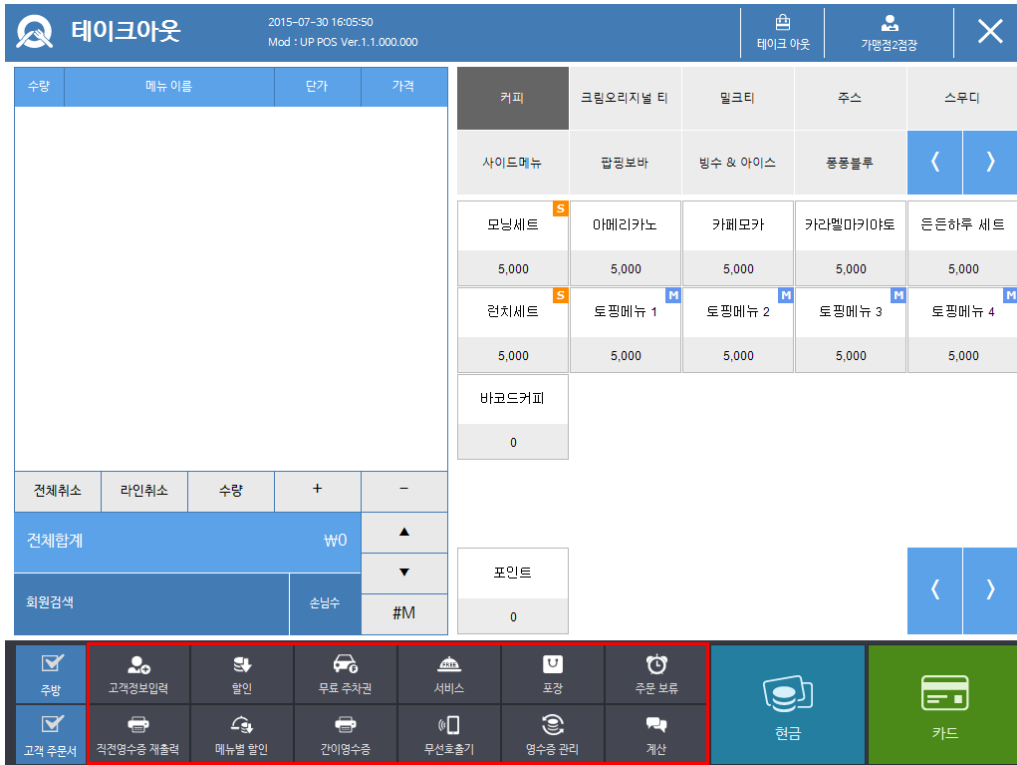 테이크아웃
2015-07-30 16:05:50
Mod : UP POS Ver.1.1.000.000
테이크 아웃
가맹점2점장
수량 메뉴 이름 단가 가격
커피 크림오리지널 티 밀크티 주스 스무디
사이드메뉴 팝핑보바 빙수 & 아이스 퐁퐁블루
모닝세트 S 아메리카노 카페모카 카라멜마키야토 든든하루 세트
5,000 5,000 5,000 5,000 5,000
런치세트 S 토핑메뉴 1 M 토핑메뉴 2 M 토핑메뉴 3 M 토핑메뉴 4 M
5,000 5,000 5,000 5,000 5,000
바코드커피
0
전체취소 라인취소 수량 + -
전체합계 ₩0 ▲
▼
회원검색 손님수 #M
포인트
0
주방 고객정보입력 할인 무료 주차권 FREE 서비스 포장 주문 보류
고객 주문서 직전영수증 재출력 메뉴별 할인 간이영수증 무선호출기 영수증 관리 계산
현금 카드